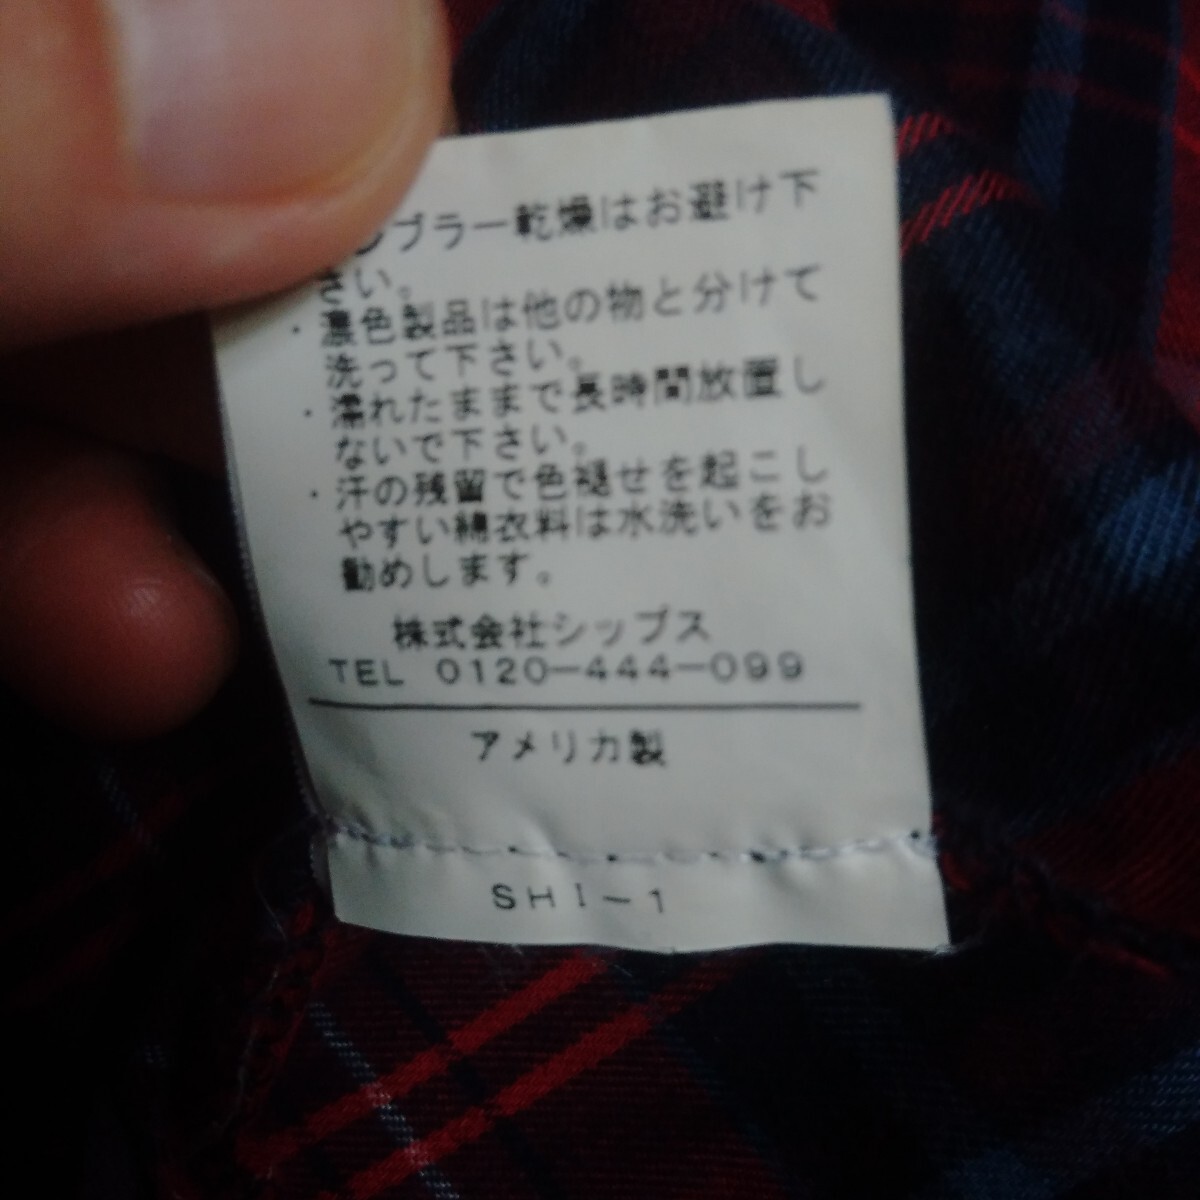 ブラー乾燥はお避け下
さい。
・濃色製品は他の物と分けて
洗って下さい。
・濡れたままで長時間放置し
ないで下さい。
・汗の残留で色褪せを起こし
やすい綿衣料は水洗いをお
勧めします。
株式会社シップス
TEL 0120-444-099
アメリカ製
SHI-1